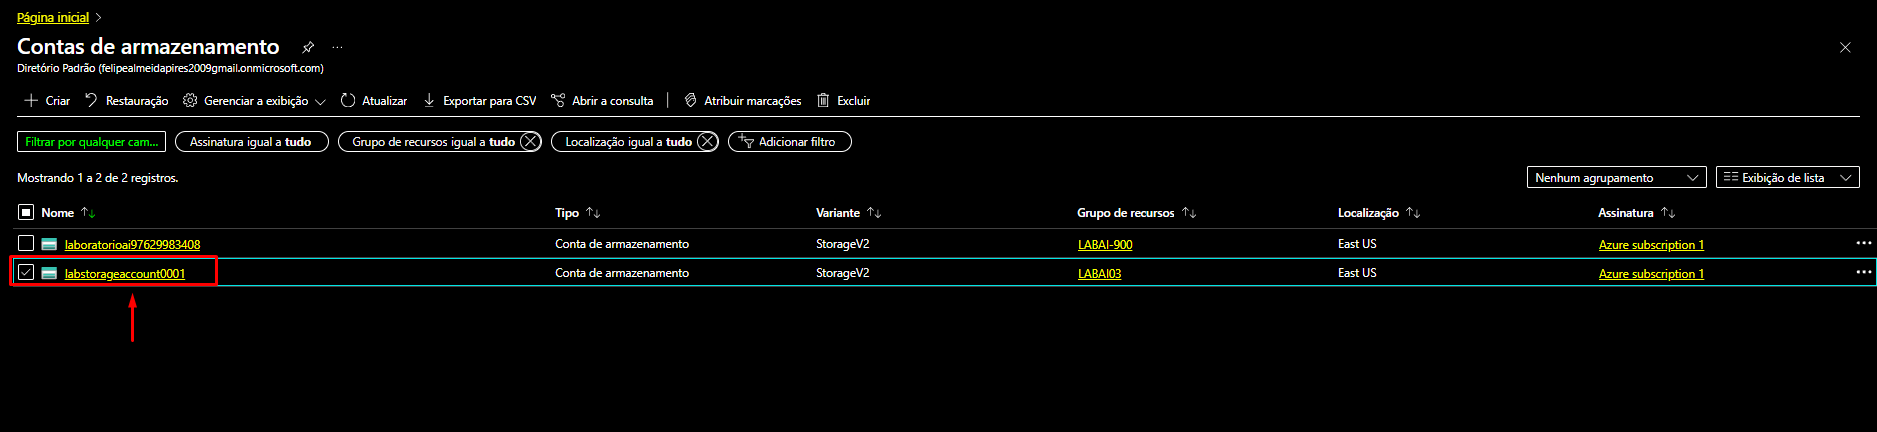 Página inicial >
Contas de armazenamento ...
Diretório Padrão (felipealmeidapires2009gmail.onmicrosoft.com)
Criar Restauração Gerenciar a exibição Atualizar Exportar para CSV Abrir a consulta | Atribuir marcações Excluir
Filtrar por qualquer cam... Assinatura igual a tudo Grupo de recursos igual a tudo Localização igual a tudo Adicionar filtro
Mostrando 1 a 2 de 2 registros. Nenhum agrupamento Exibição de lista
Nome Tipo Variante Grupo de recursos Localização Assinatura
laboratorioai97629983408 Conta de armazenamento StorageV2 LABAI-900 East US Azure subscription 1 ...
labstorageaccount0001 Conta de armazenamento StorageV2 LABAI03 East US Azure subscription 1 ...